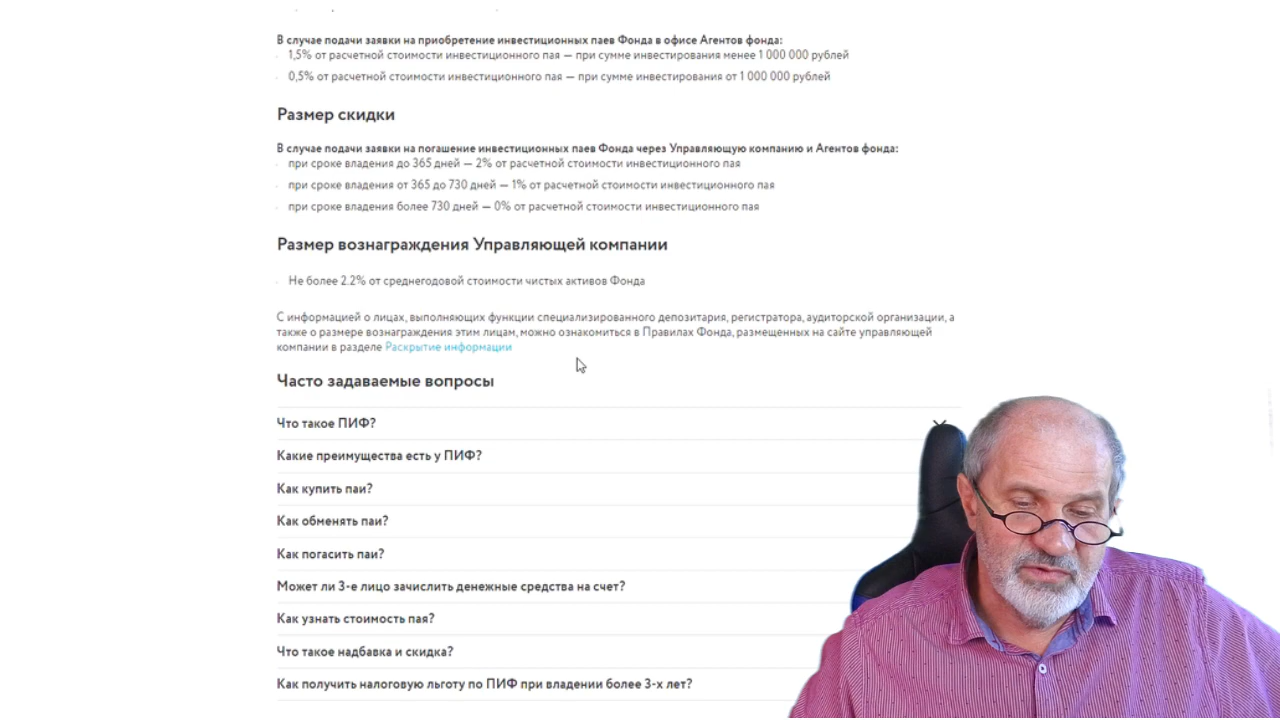 В случае подачи заявки на приобретение инвестиционных паев Фонда в офисе Агентов фонда:
1,5% от расчетной стоимости инвестиционного пая — при сумме инвестирования менее 1 000 000 рублей
0,5% от расчетной стоимости инвестиционного пая — при сумме инвестирования от 1 000 000 рублей
Размер скидки
В случае подачи заявки на погашение инвестиционных паев Фонда через Управляющую компанию и Агентов фонда:
при сроке владения до 365 дней — 2% от расчетной стоимости инвестиционного пая
при сроке владения от 365 до 730 дней — 1% от расчетной стоимости инвестиционного пая
при сроке владения более 730 дней — 0% от расчетной стоимости инвестиционного пая
Размер вознаграждения Управляющей компании
Не более 2.2% от среднегодовой стоимости чистых активов Фонда
С информацией о лицах, выполняющих функции специализированного депозитария, регистратора, аудиторской организации, а
также о размере вознаграждения этим лицам, можно ознакомиться в Правилах Фонда, размещенных на сайте управляющей
компании в разделе Раскрытие информации
Часто задаваемые вопросы
Что такое ПИФ?
Какие преимущества есть у ПИФ?
Как купить паи?
Как обменять паи?
Как погасить паи?
Может ли 3-е лицо зачислить денежные средства на счет?
Как узнать стоимость пая?
Что такое надбавка и скидка?
Как получить налоговую льготу по ПИФ при владении более 3-х лет?